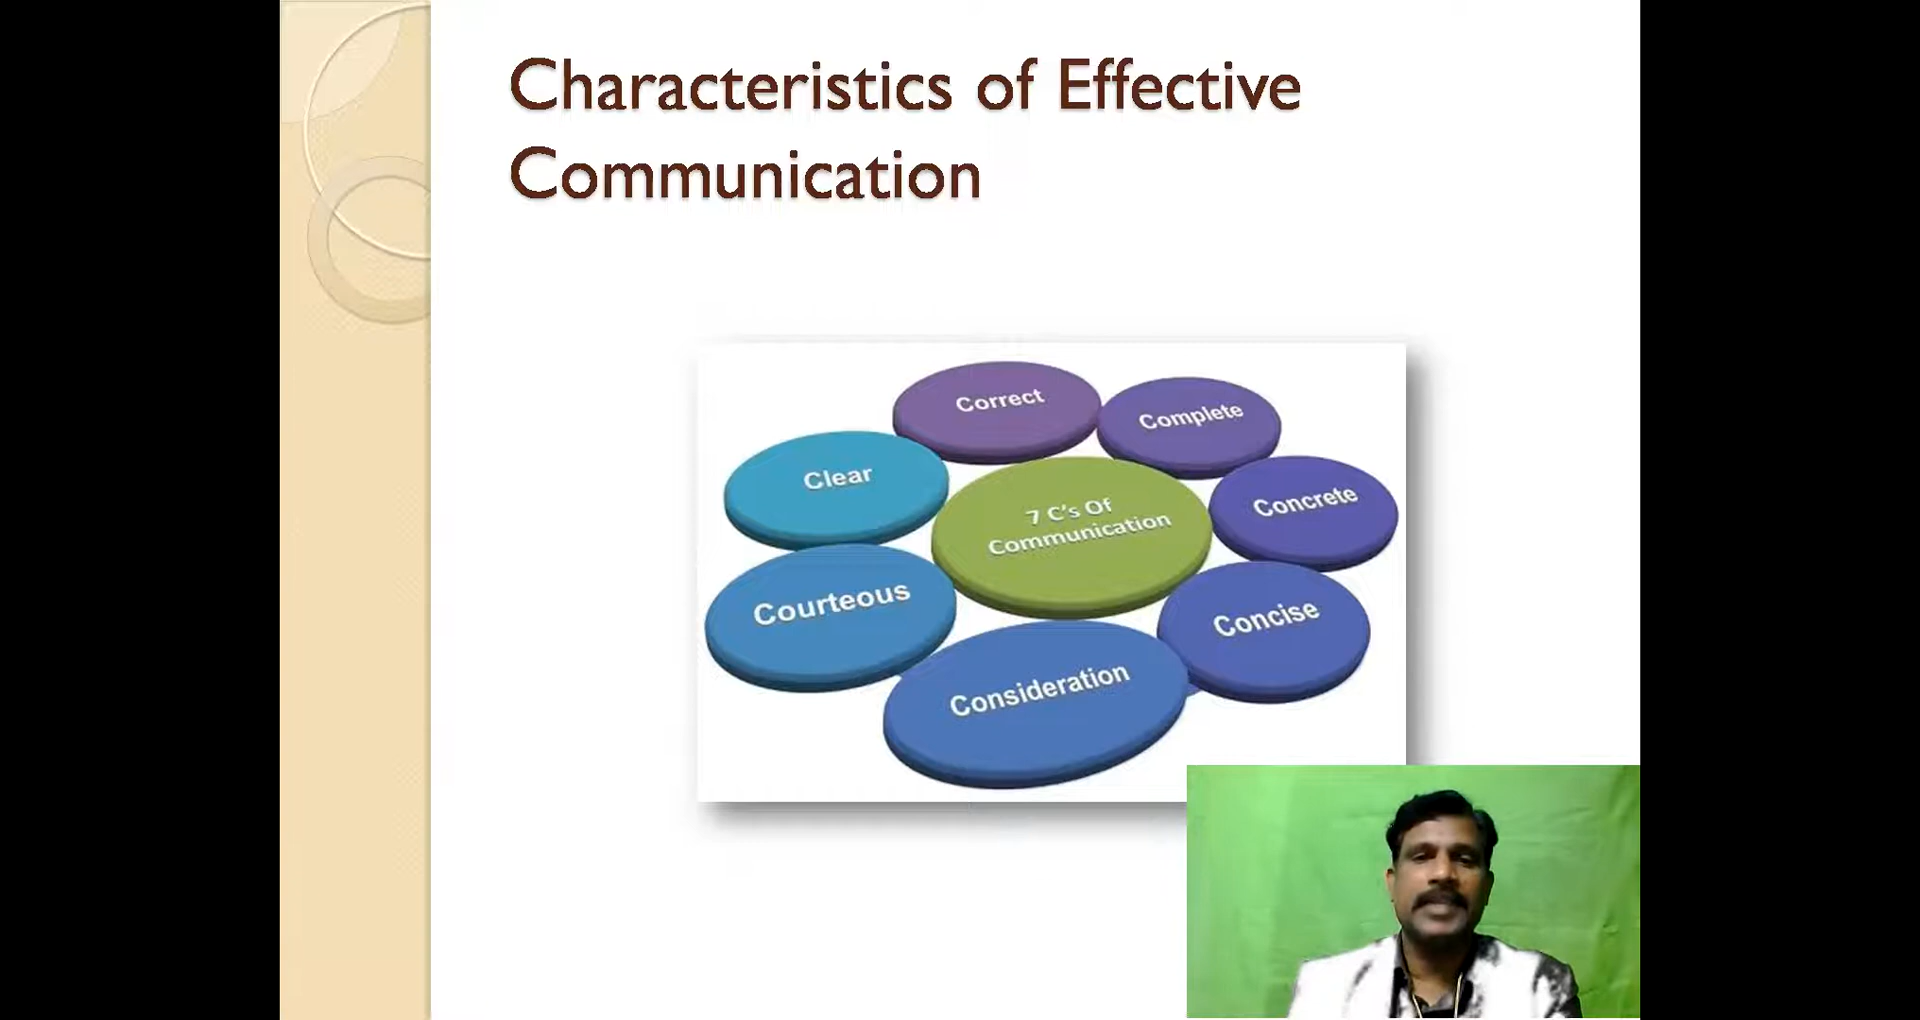 Characteristics of Effective
Communication
Correct
Complete
Clear
Concrete
7 C's Of
Communication
Courteous
Concise
Consideration